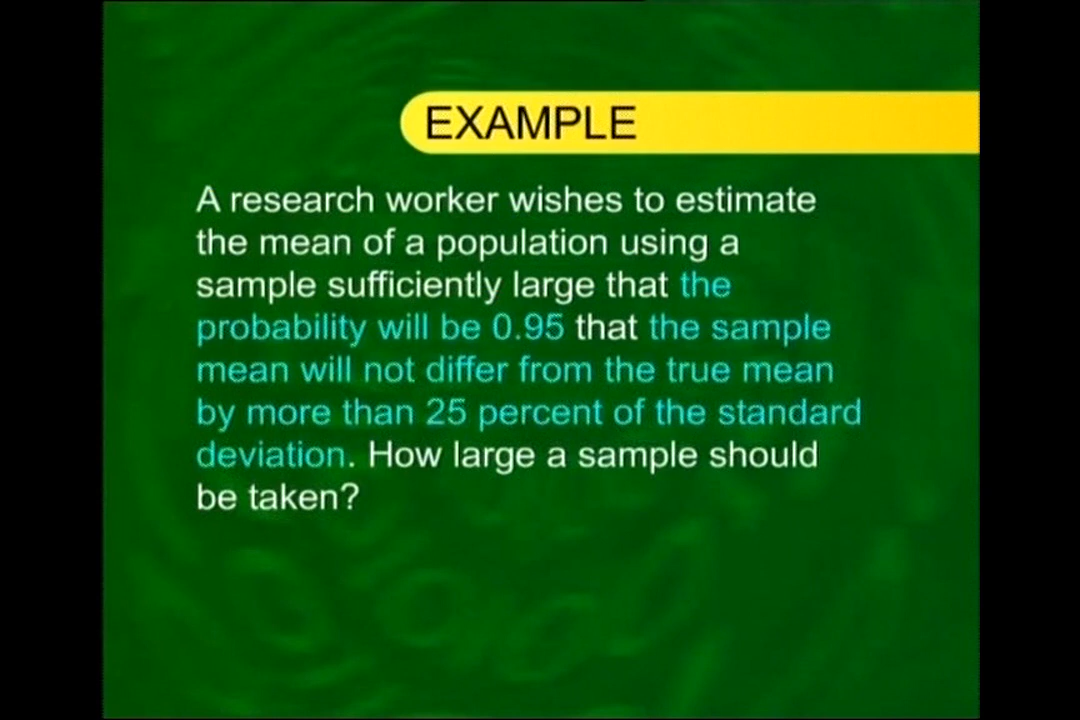 EXAMPLE
A research worker wishes to estimate
the mean of a population using a
sample sufficiently large that the
probability will be 0.95 that the sample
mean will not differ from the true mean
by more than 25 percent of the standard
deviation. How large a sample should
be taken?